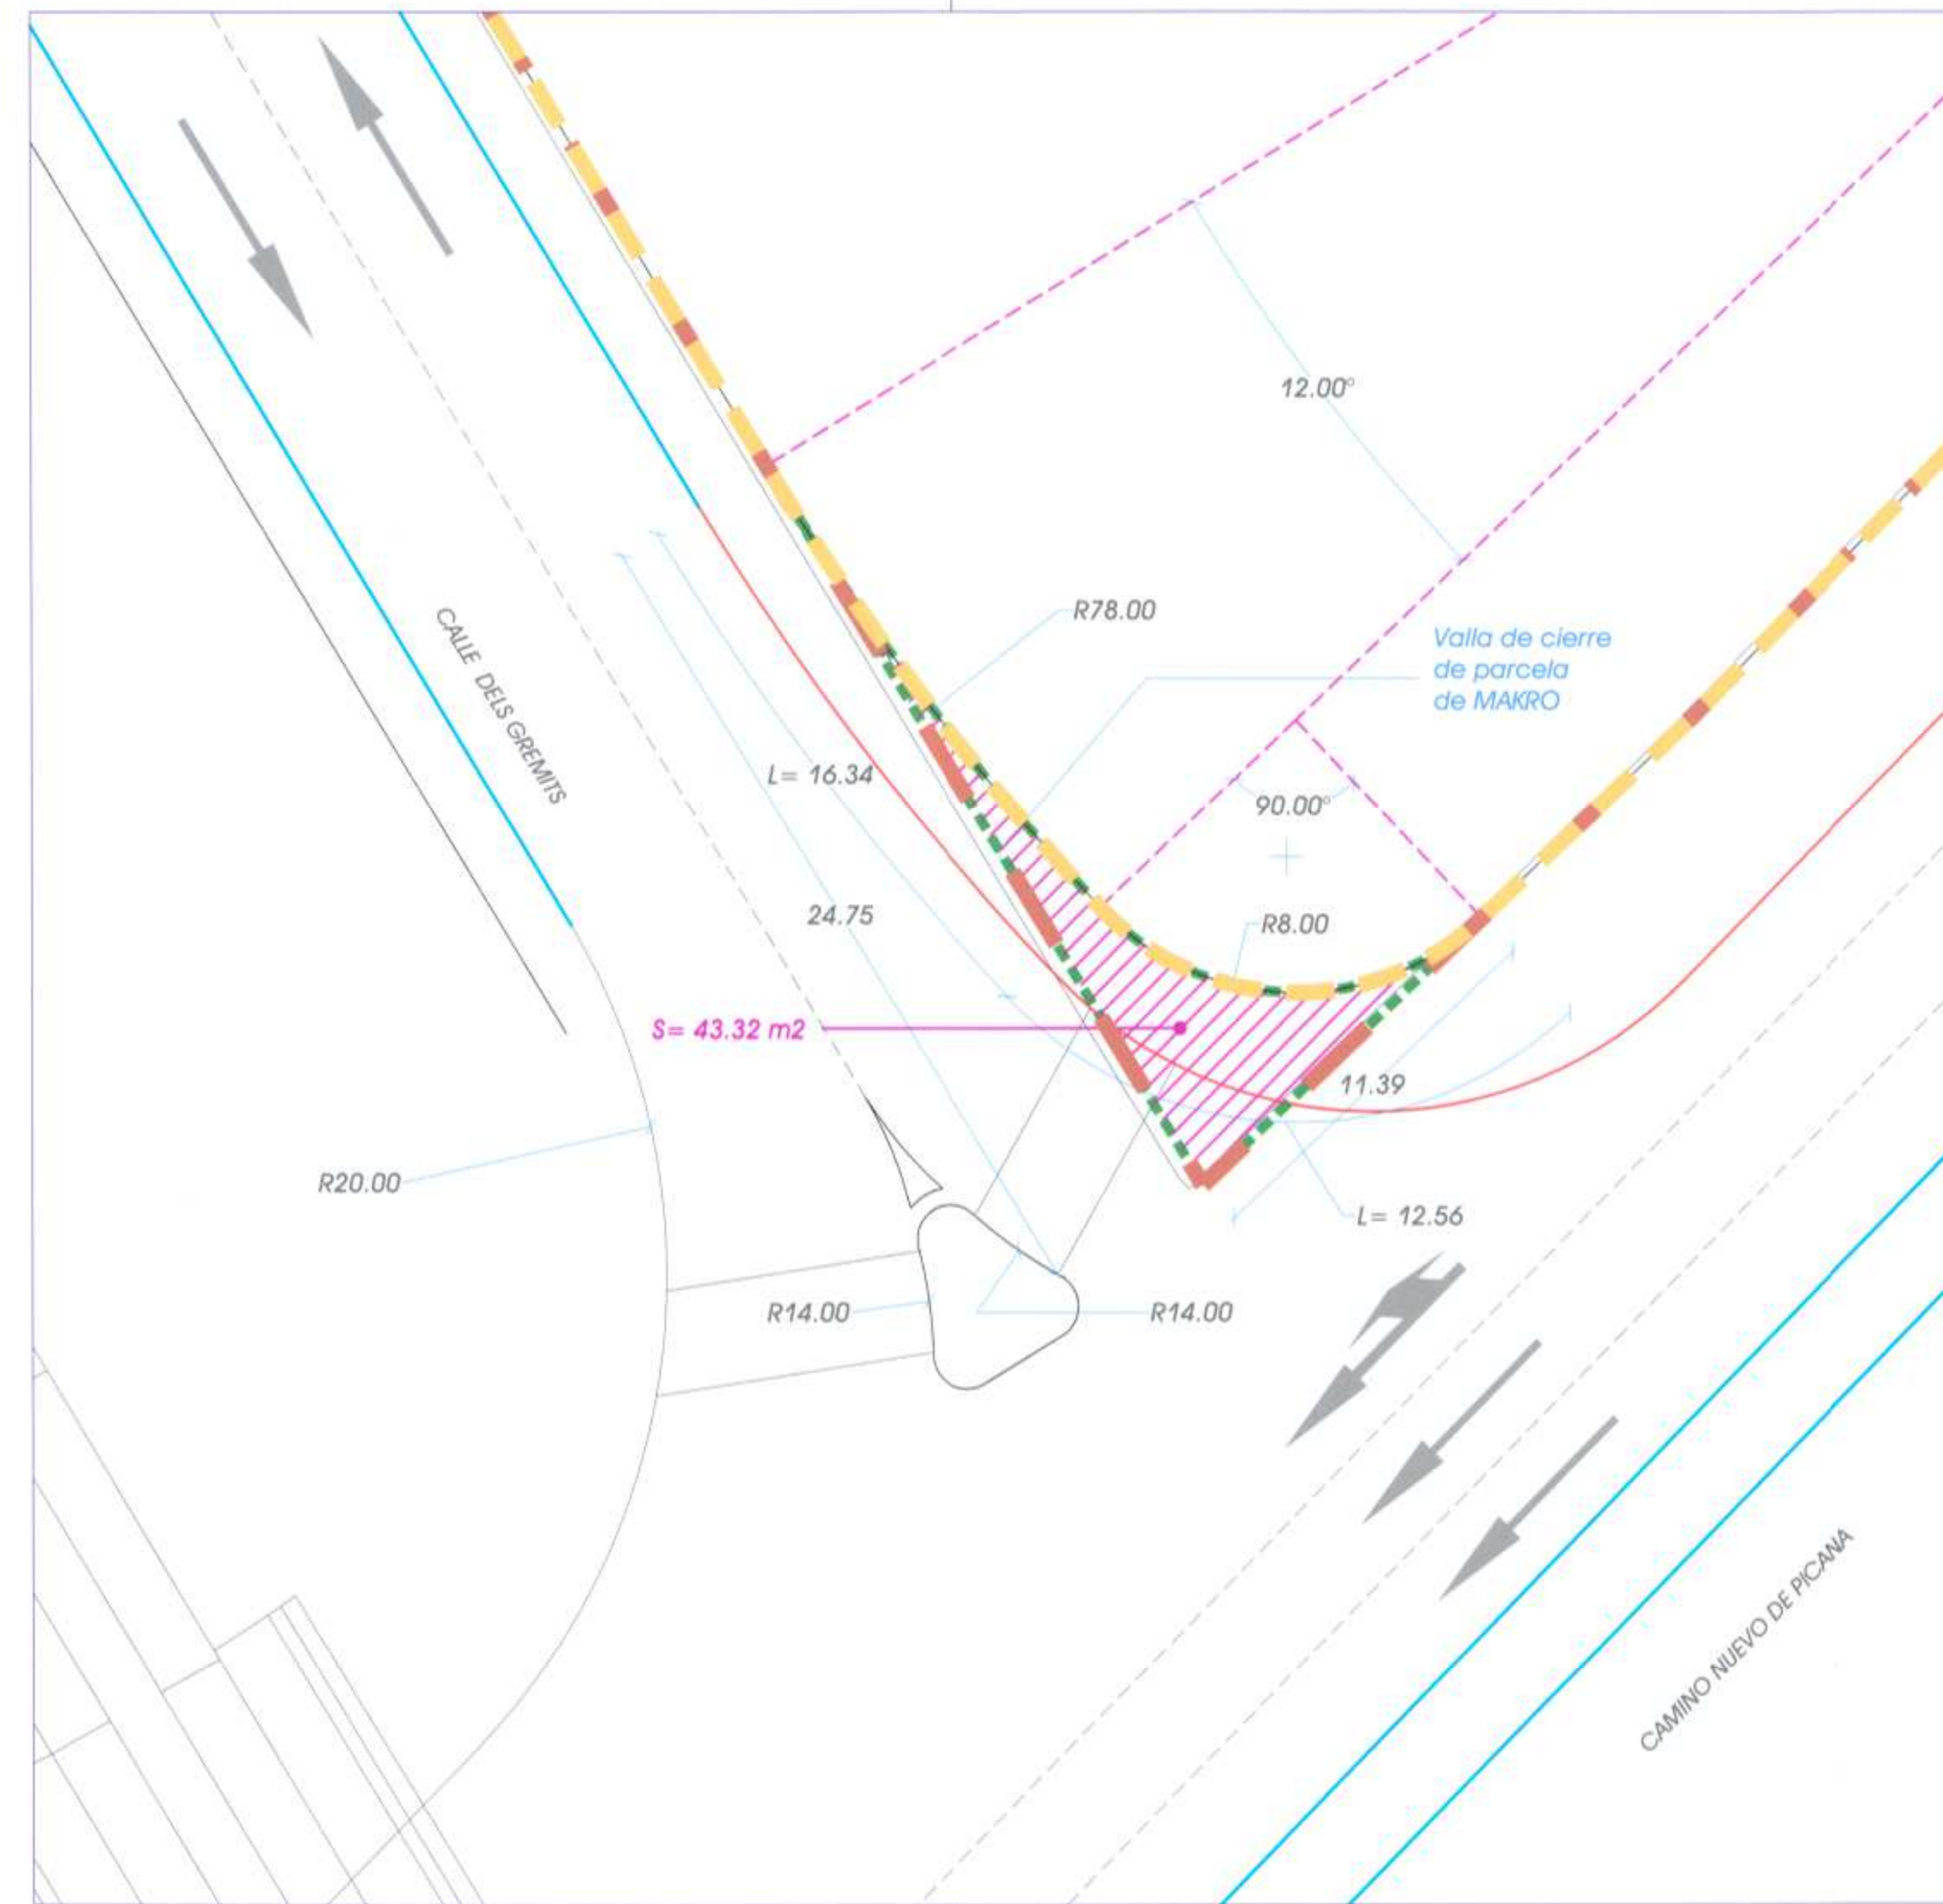 12.00°
R78.00
Valla de cierre
de parcela
de MAKRO
CALLE DELS GREMITS
L= 16.34
90.00°
24.75
R8.00
S= 43.32 m2
11.39
R20.00
L= 12.56
R14.00
R14.00
CAMINO NUEVO DE PICANA